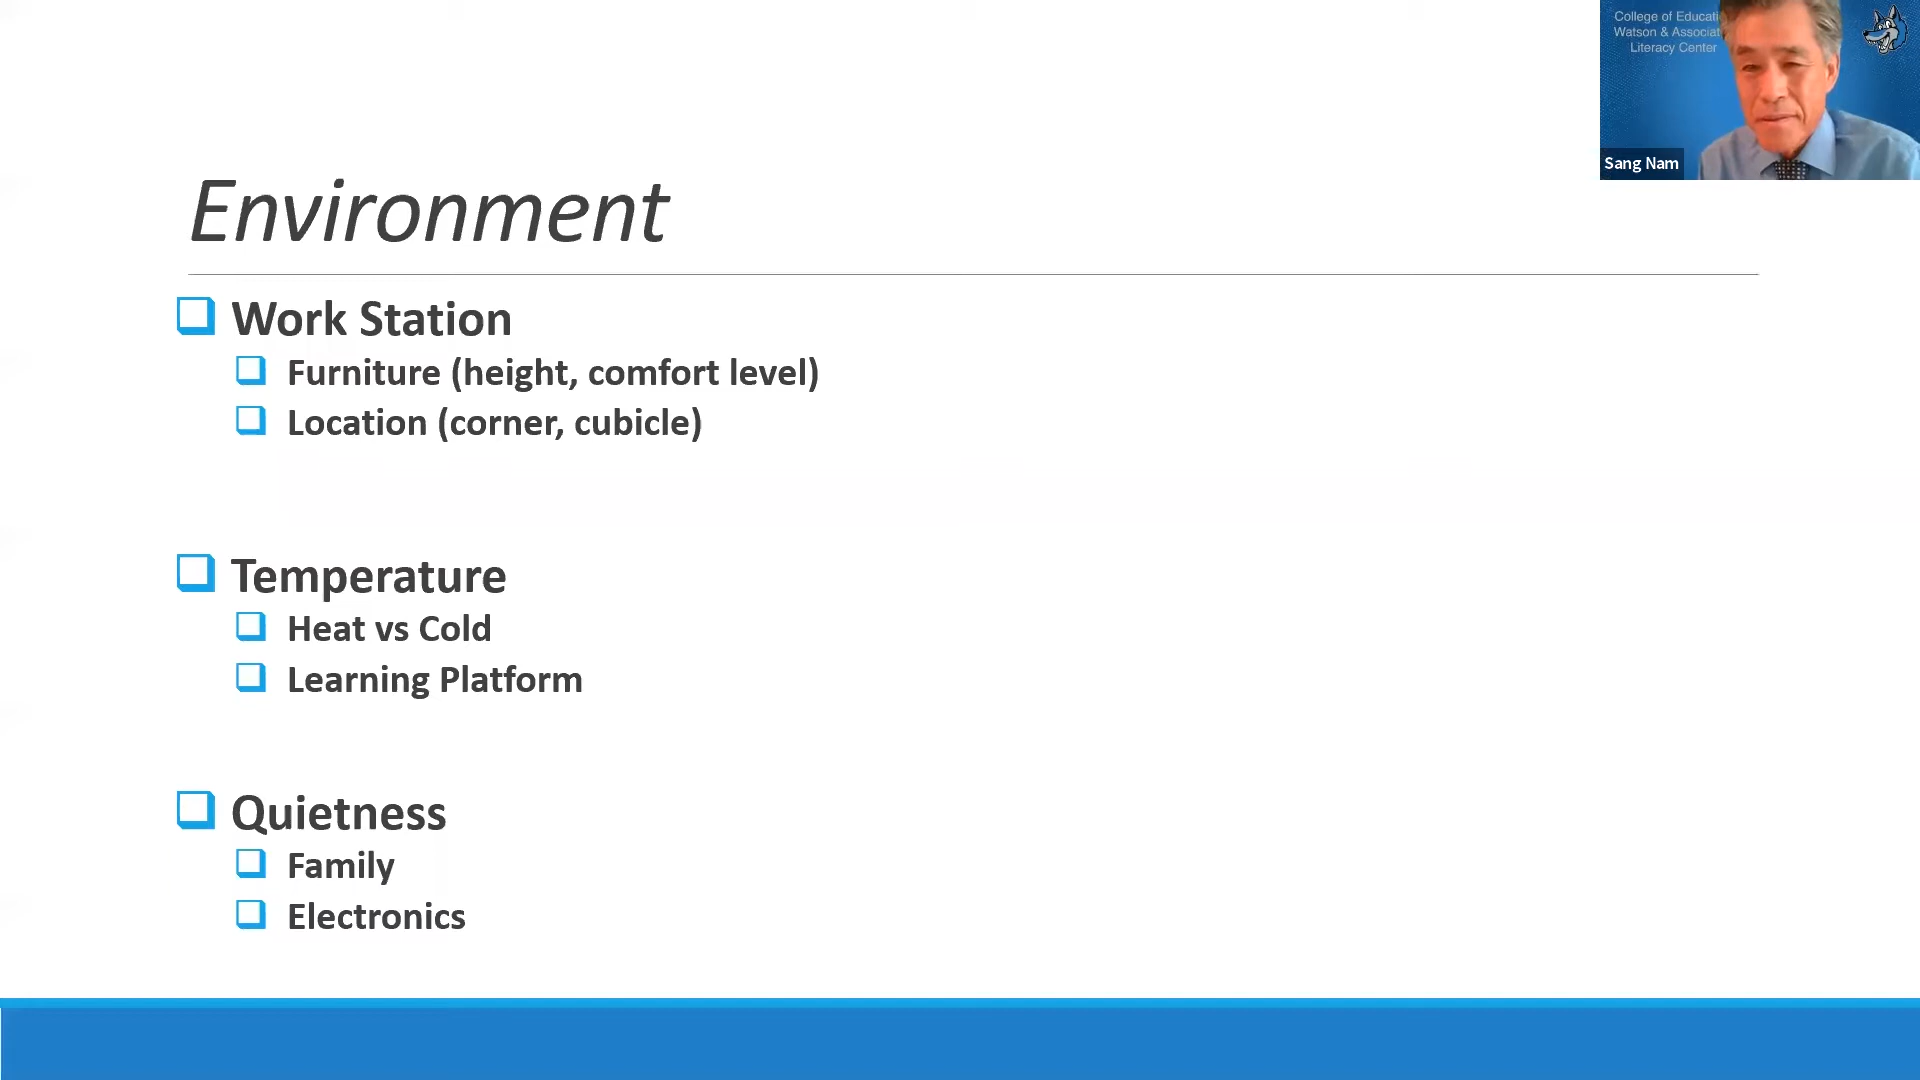 College of Educati
Watson & Associat
Literacy Center
Sang Nam
Environment
Work Station
Furniture (height, comfort level)
Location (corner, cubicle)
Temperature
Heat vs Cold
Learning Platform
Quietness
Family
Electronics